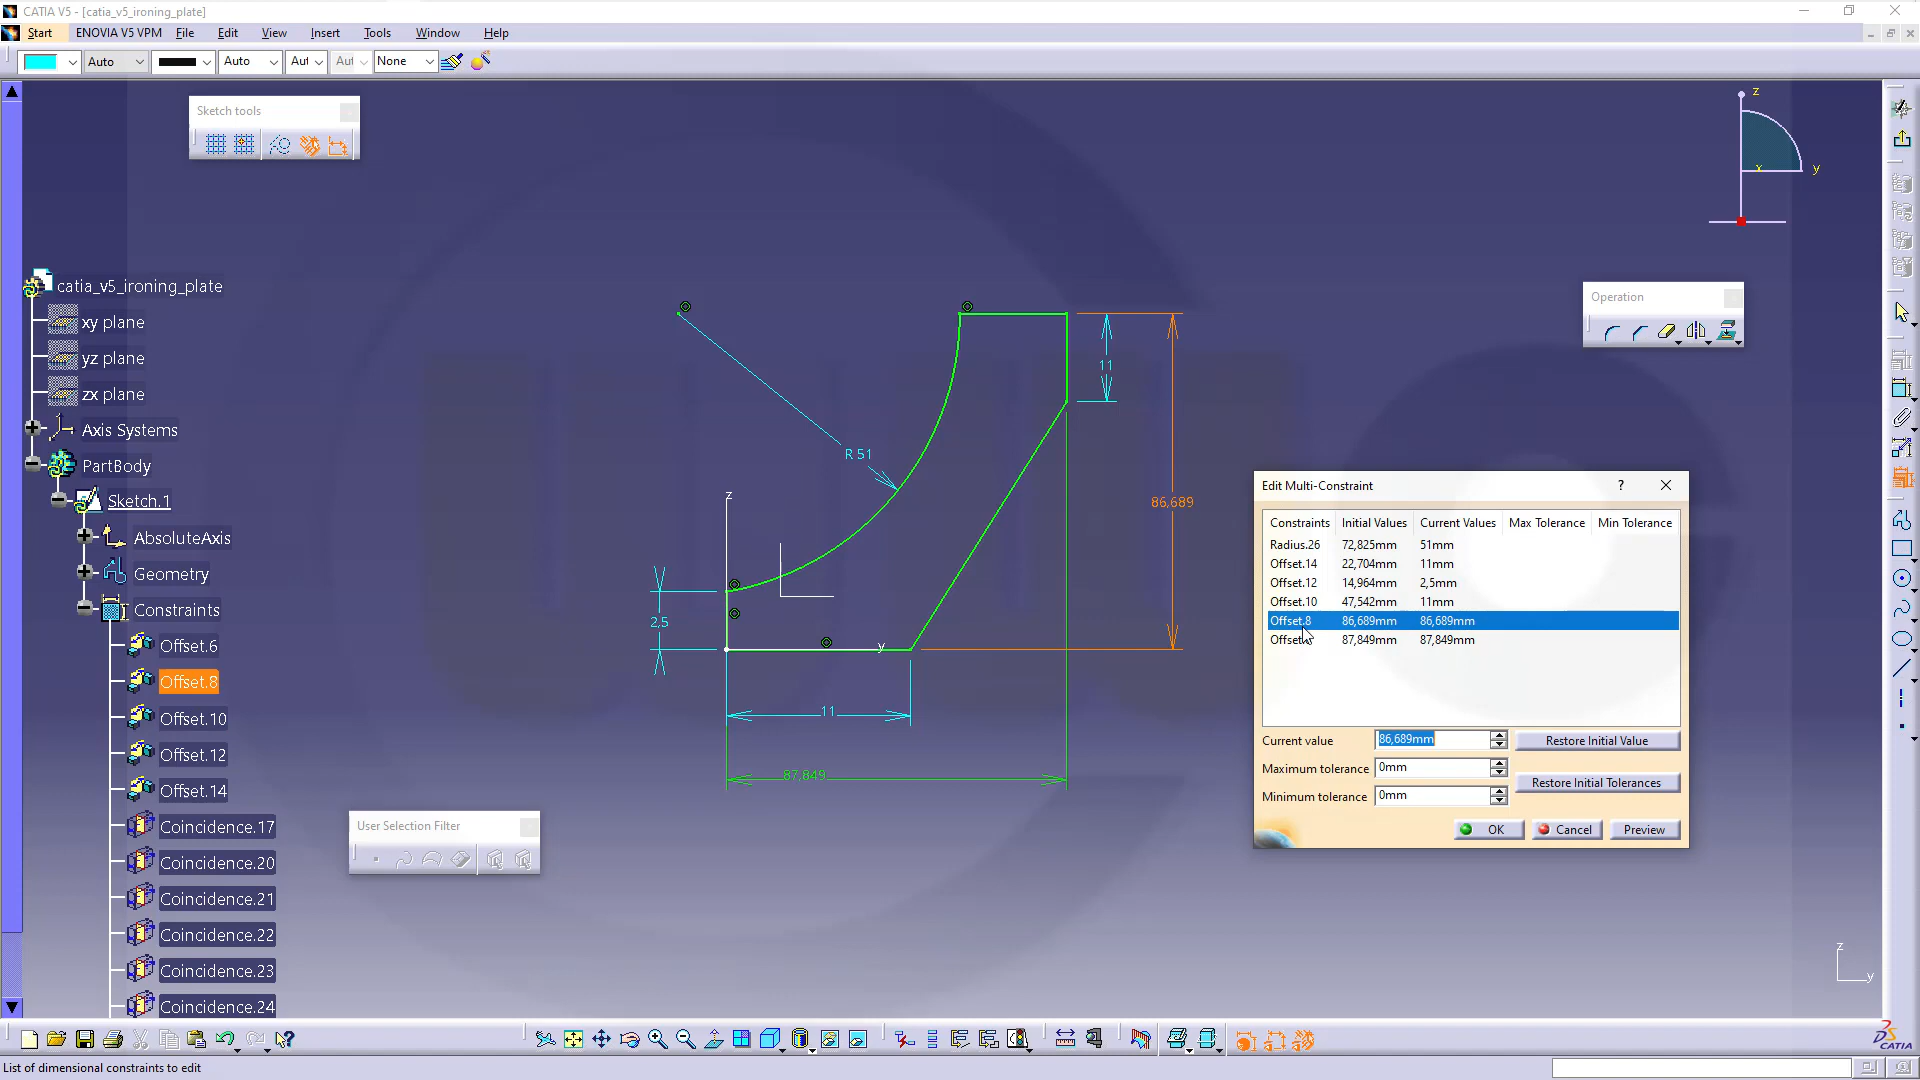 CATIA V5 - [catia_v5_ironing_plate]
Start ENOVIA V5 VPM File Edit View Insert Tools Window Help
Auto Auto Aut Aut None
Sketch tools
z
x y
catia_v5_ironing_plate
xy plane
yz plane
zx plane
Axis Systems
PartBody
Sketch.1
AbsoluteAxis
Geometry
Constraints
Offset.6
Offset.8
Offset.10
Offset.12
Offset.14
Coincidence.17
Coincidence.20
Coincidence.21
Coincidence.22
Coincidence.23
Coincidence.24
Operation
11
R 51
86,689
z
2,5
y
11
87,849
User Selection Filter
Edit Multi-Constraint ?
Constraints Initial Values Current Values Max Tolerance Min Tolerance
Radius.26 72,825mm 51mm
Offset.14 22,704mm 11mm
Offset.12 14,964mm 2,5mm
Offset.10 47,542mm 11mm
Offset.8 86,689mm 86,689mm
Offset 87,849mm 87,849mm
Current value 86,689mm Restore Initial Value
Maximum tolerance 0mm Restore Initial Tolerances
Minimum tolerance 0mm
OK Cancel Preview
z
y
CATIA
List of dimensional constraints to edit